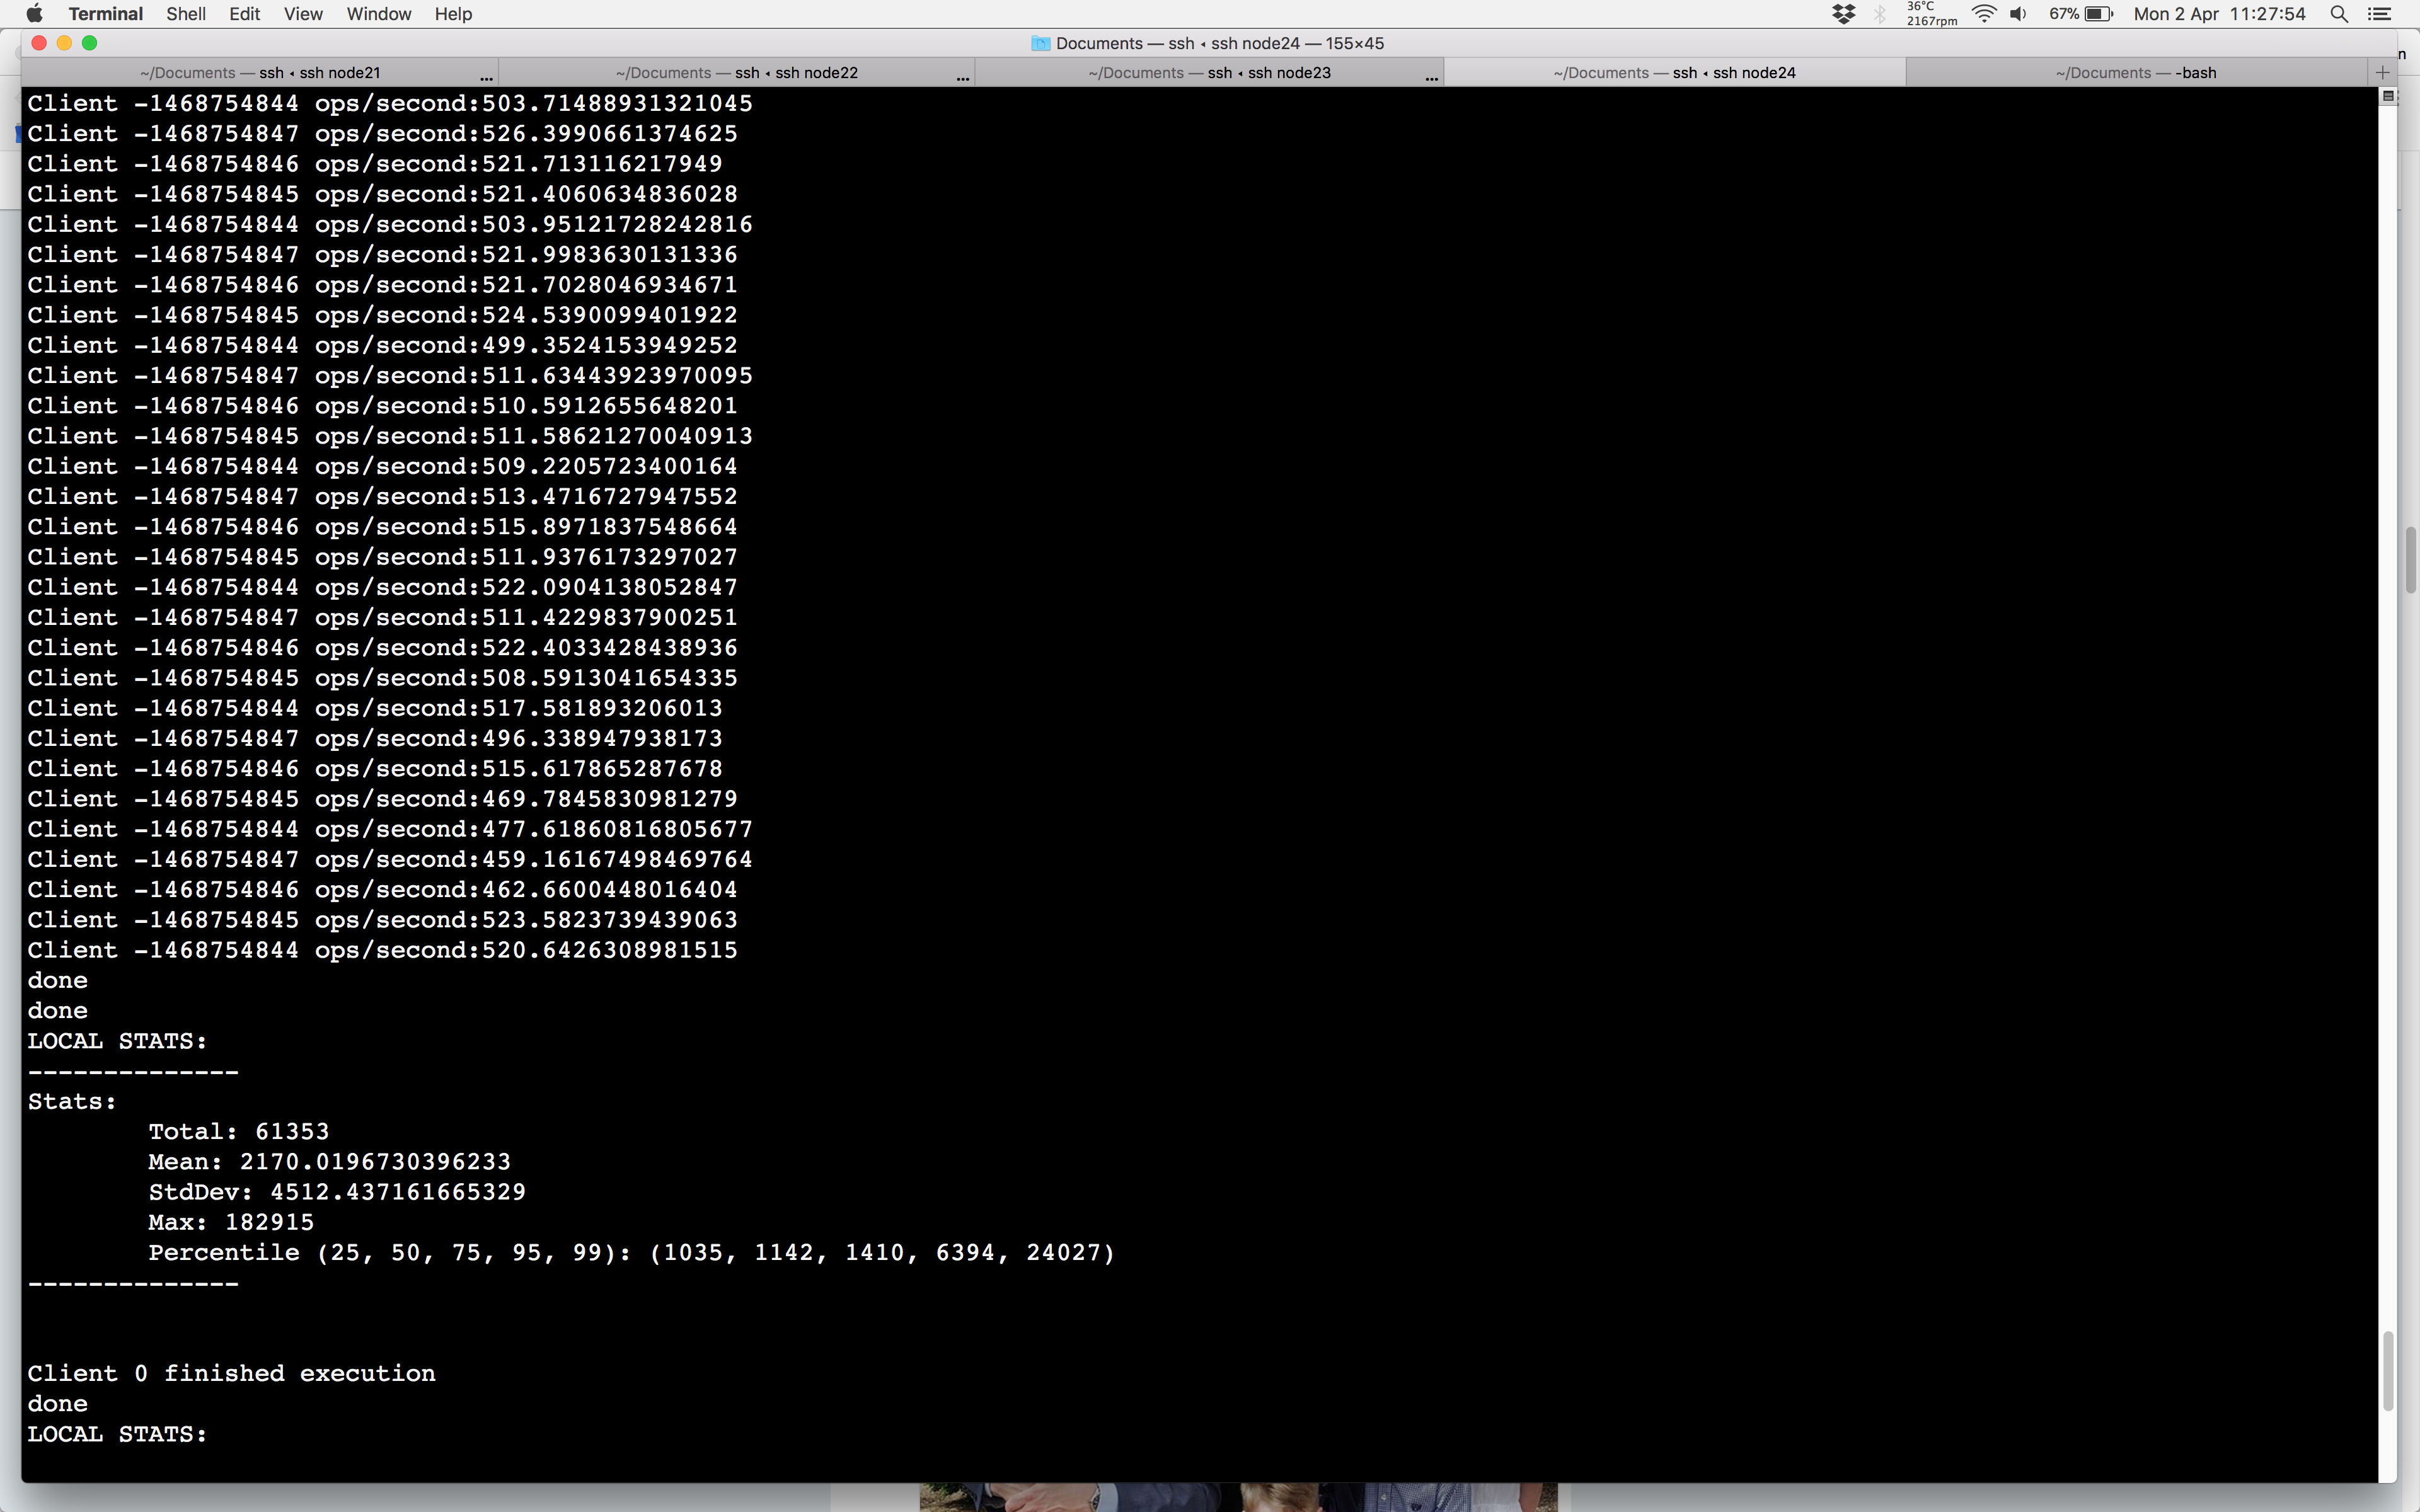 Terminal Shell Edit View Window Help 36°C 2167rpm 67% Mon 2 Apr 11:27:54
Documents — ssh ◂ ssh node24 — 155×45
~/Documents — ssh ◂ ssh node21 ... ~/Documents — ssh ◂ ssh node22 ... ~/Documents — ssh ◂ ssh node23 ... ~/Documents — ssh ◂ ssh node24 ~/Documents — -bash
Client -1468754844 ops/second:503.71488931321045
Client -1468754847 ops/second:526.3990661374625
Client -1468754846 ops/second:521.713116217949
Client -1468754845 ops/second:521.4060634836028
Client -1468754844 ops/second:503.95121728242816
Client -1468754847 ops/second:521.9983630131336
Client -1468754846 ops/second:521.7028046934671
Client -1468754845 ops/second:524.5390099401922
Client -1468754844 ops/second:499.3524153949252
Client -1468754847 ops/second:511.63443923970095
Client -1468754846 ops/second:510.5912655648201
Client -1468754845 ops/second:511.58621270040913
Client -1468754844 ops/second:509.2205723400164
Client -1468754847 ops/second:513.4716727947552
Client -1468754846 ops/second:515.8971837548664
Client -1468754845 ops/second:511.9376173297027
Client -1468754844 ops/second:522.0904138052847
Client -1468754847 ops/second:511.4229837900251
Client -1468754846 ops/second:522.4033428438936
Client -1468754845 ops/second:508.5913041654335
Client -1468754844 ops/second:517.581893206013
Client -1468754847 ops/second:496.338947938173
Client -1468754846 ops/second:515.617865287678
Client -1468754845 ops/second:469.7845830981279
Client -1468754844 ops/second:477.61860816805677
Client -1468754847 ops/second:459.16167498469764
Client -1468754846 ops/second:462.6600448016404
Client -1468754845 ops/second:523.5823739439063
Client -1468754844 ops/second:520.6426308981515
done
done
LOCAL STATS:
--------------
Stats:
Total: 61353
Mean: 2170.0196730396233
StdDev: 4512.437161665329
Max: 182915
Percentile (25, 50, 75, 95, 99): (1035, 1142, 1410, 6394, 24027)
--------------
Client 0 finished execution
done
LOCAL STATS: